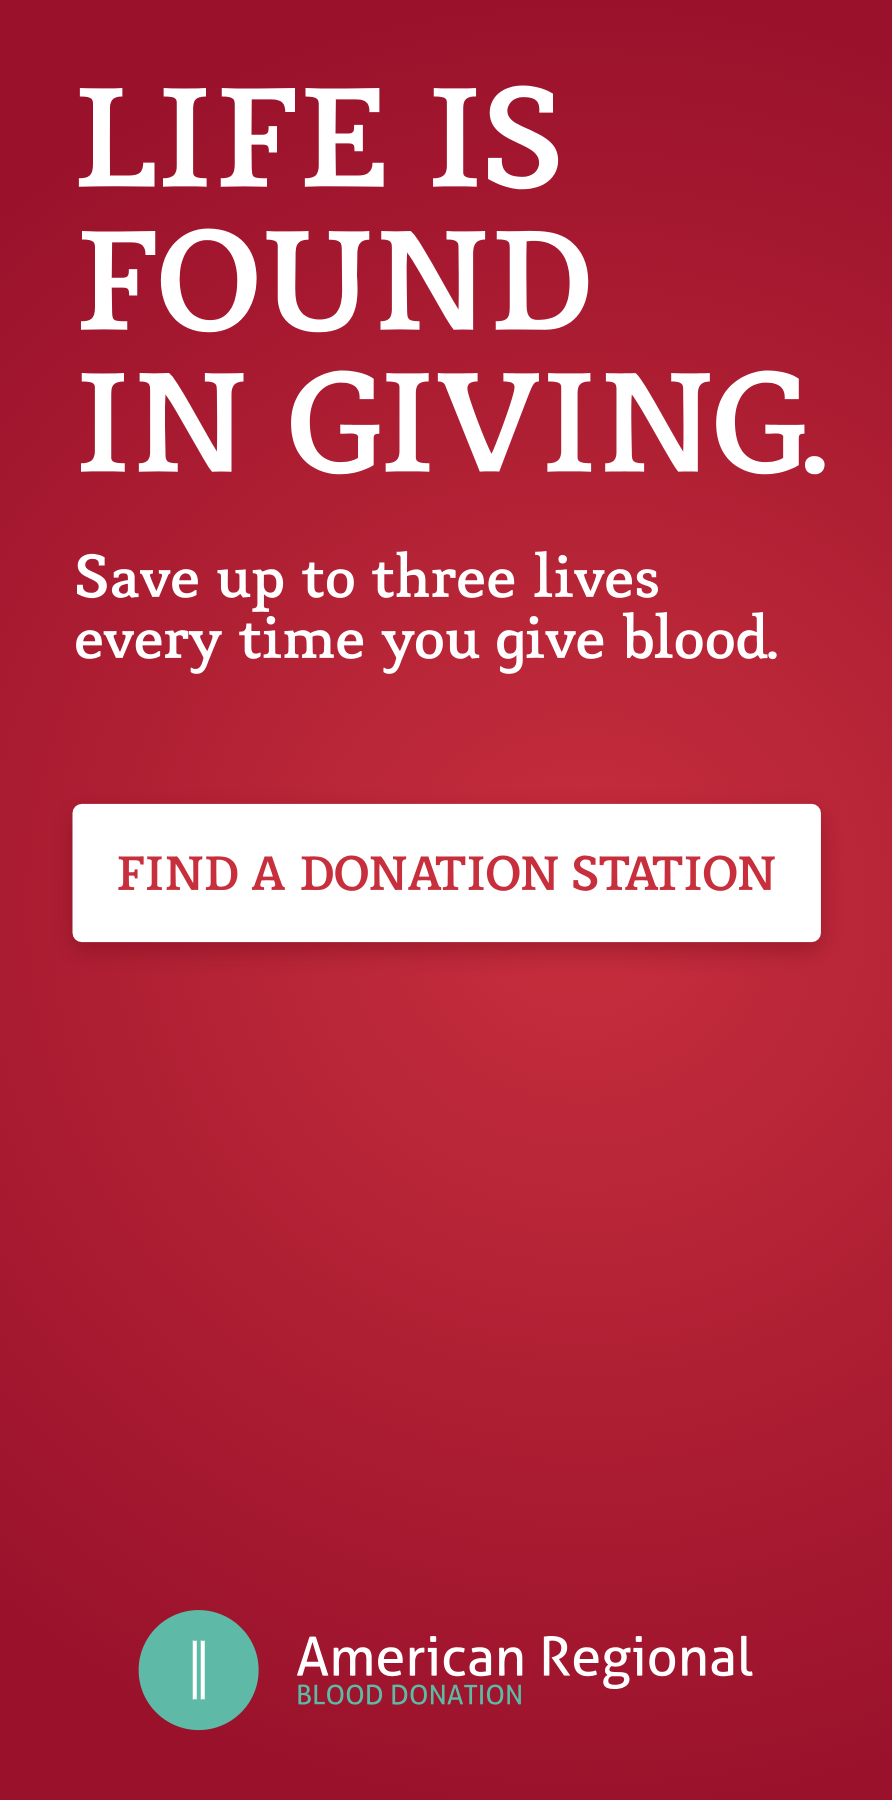 LIFE IS
FOUND
IN GIVING.
Save up to three lives
every time you give blood.
FIND A DONATION STATION
American Regional
BLOOD DONATION